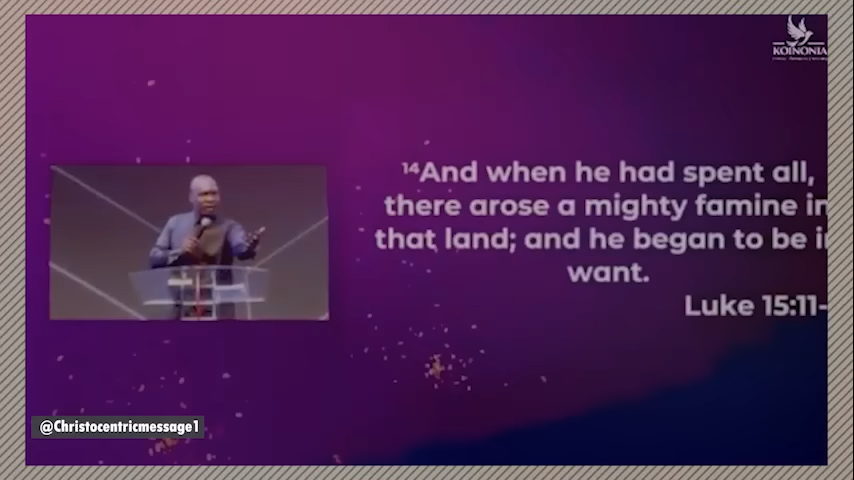 KOINONIA
¹⁴And when he had spent all,
there arose a mighty famine in
that land; and he began to be i
want.
Luke 15:11-
@Christocentricmessage1